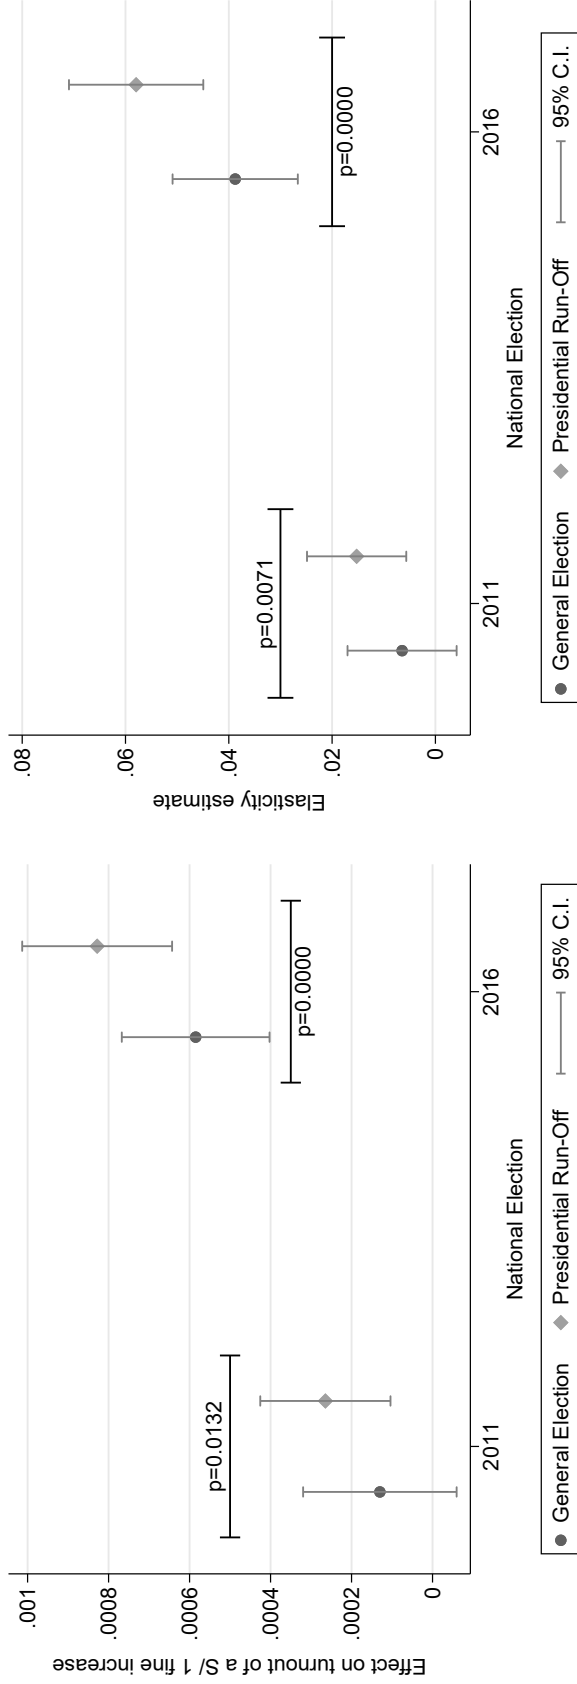 Effect on turnout of a S/ 1 fine increase
.001
.0008
.0006
.0004
.0002
0
p=0.0132
p=0.0000
2011
2016
National Election
General Election
Presidential Run-Off
95% C.I.
Elasticity estimate
.08
.06
.04
.02
0
p=0.0071
p=0.0000
2011
2016
National Election
General Election
Presidential Run-Off
95% C.I.